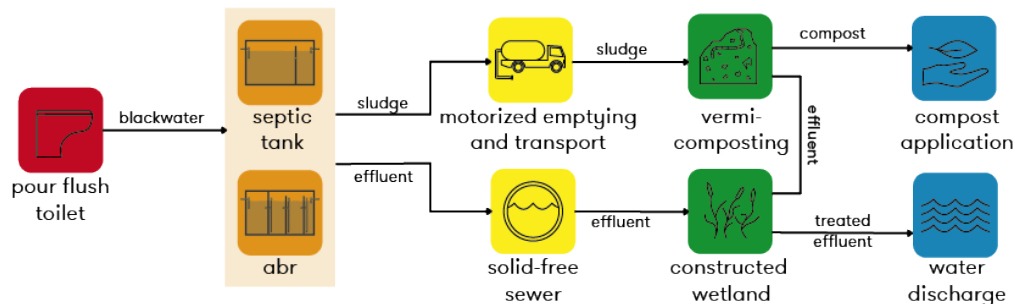 pour flush
toilet
blackwater
septic
tank
abr
sludge
effluent
motorized emptying
and transport
solid-free
sewer
sludge
effluent
vermi-
composting
constructed
wetland
effluent
compost
treated
effluent
compost
application
water
discharge